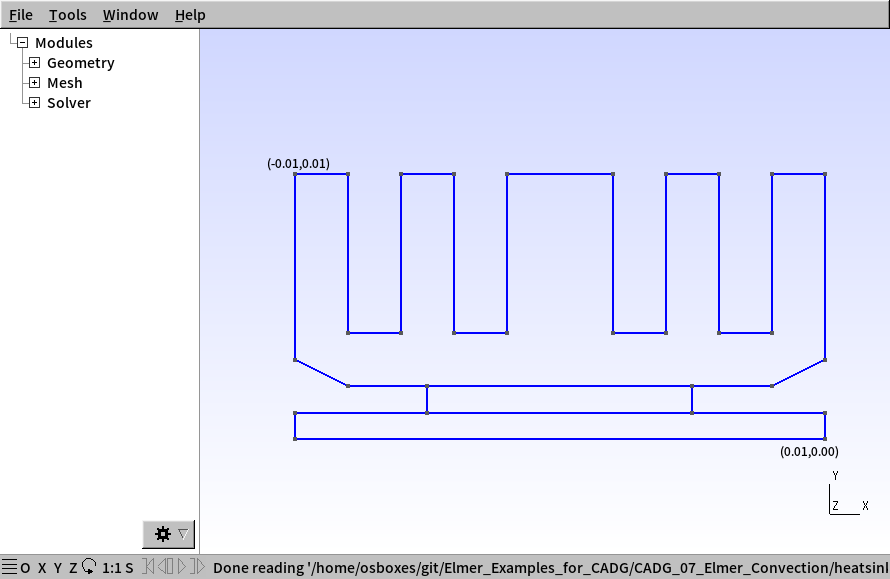 File Tools Window Help
Modules
Geometry
Mesh
Solver
(-0.01,0.01)
(0.01,0.00)
Y
Z X
O X Y Z 1:1 S Done reading '/home/osboxes/git/Elmer_Examples_for_CADG/CADG_07_Elmer_Convection/heatsinl